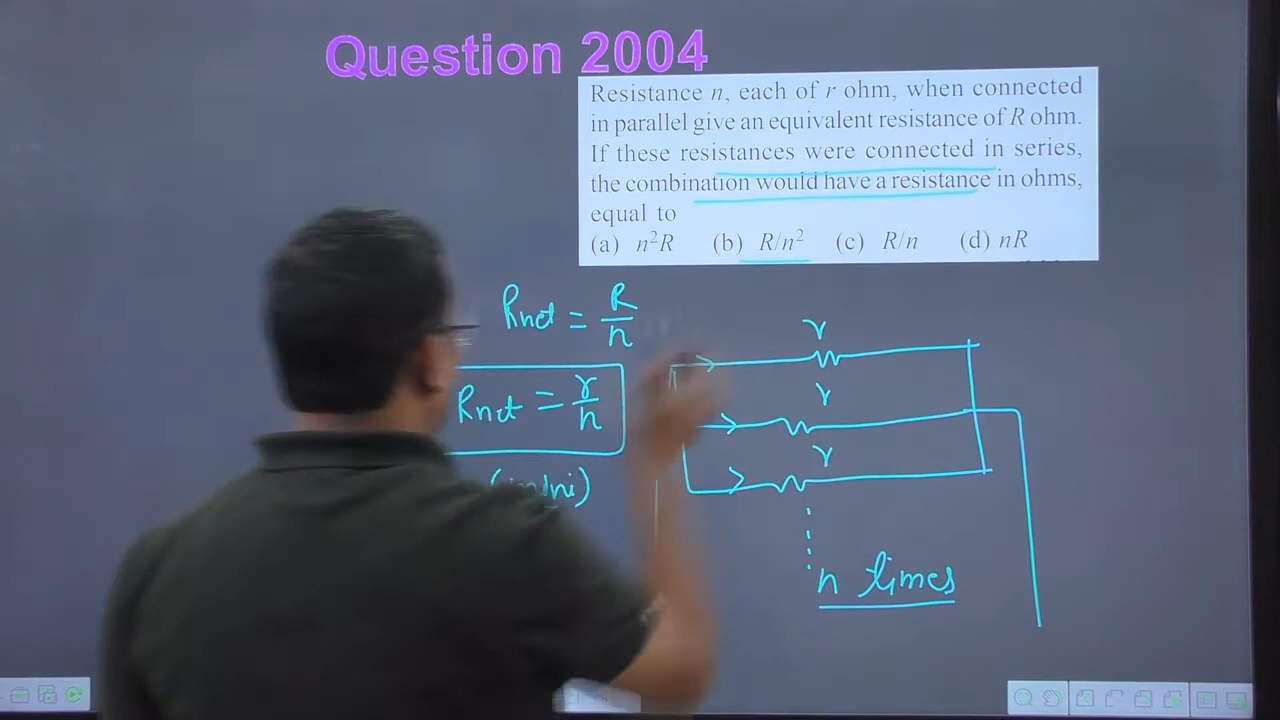 Question 2004
Resistance n, each of r ohm, when connected
in parallel give an equivalent resistance of R ohm.
If these resistances were connected in series,
the combination would have a resistance in ohms,
equal to
(a) n²R (b) R/n² (c) R/n (d) nR
Rnet = R/n
Rnet = r/n
r
r
r
n times